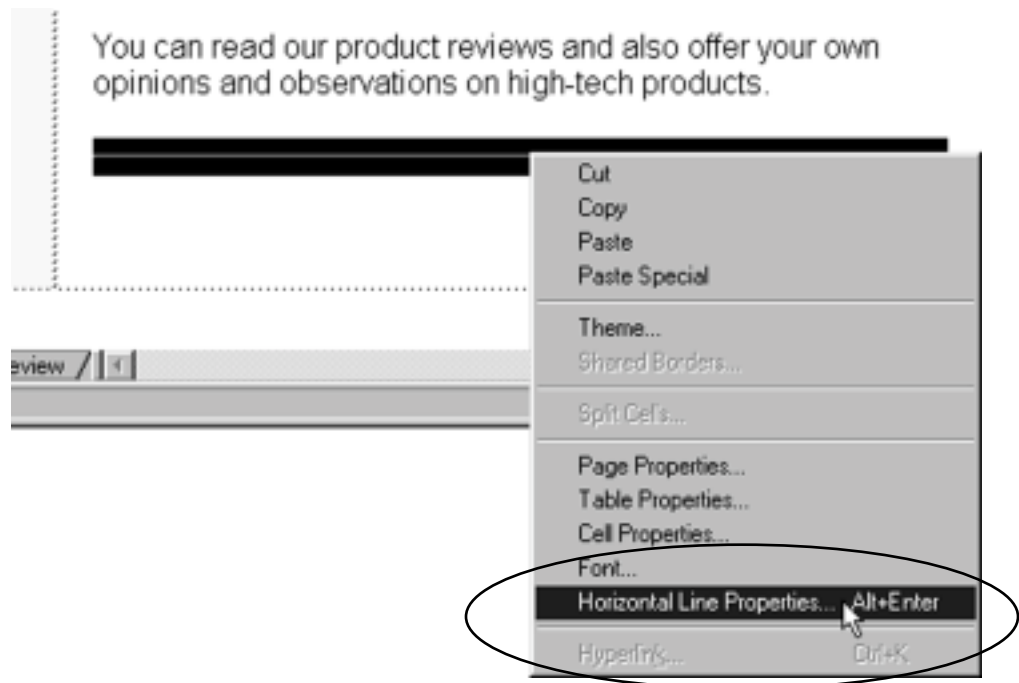 You can read our product reviews and also offer your own
opinions and observations on high-tech products.
Cut
Copy
Paste
Paste Special
Theme...
Shared Borders...
eview
Split Cells...
Page Properties...
Table Properties...
Cell Properties...
Font...
Horizontal Line Properties... Alt+Enter
Hyperlink... Ctrl+K